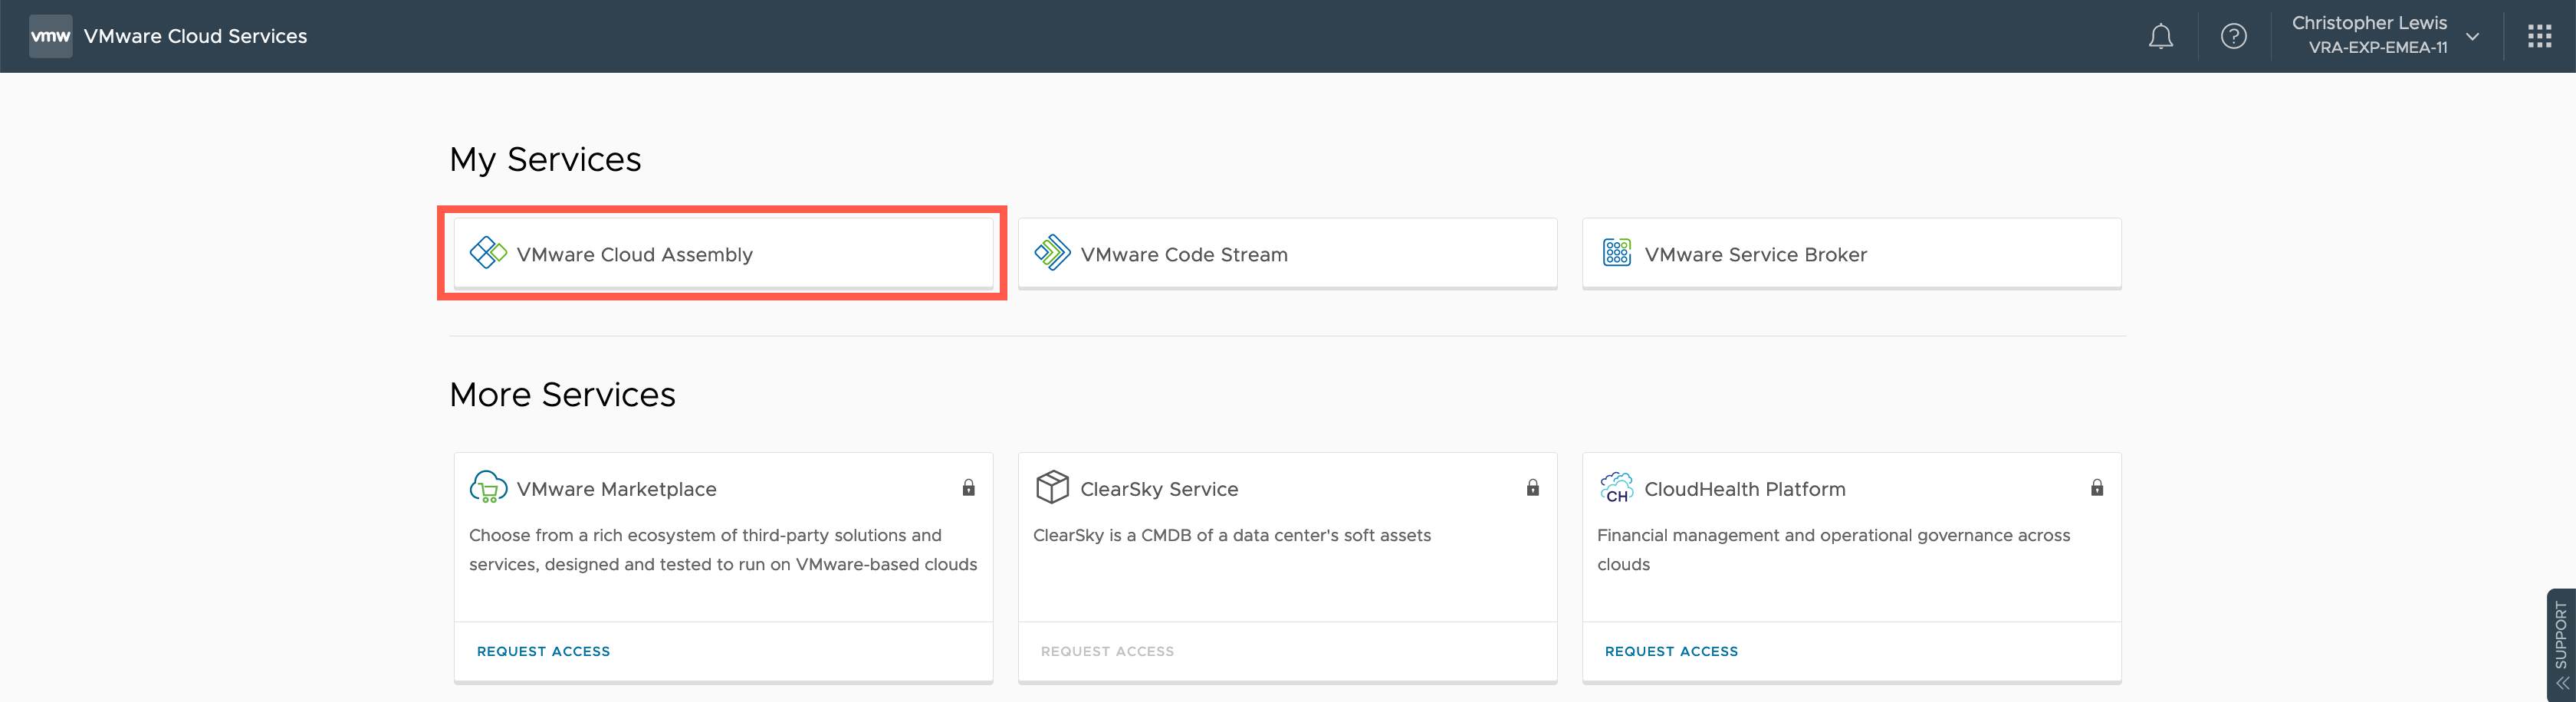 vmw VMware Cloud Services
Christopher Lewis
VRA-EXP-EMEA-11
My Services
VMware Cloud Assembly
VMware Code Stream
VMware Service Broker
More Services
VMware Marketplace
Choose from a rich ecosystem of third-party solutions and
services, designed and tested to run on VMware-based clouds
REQUEST ACCESS
ClearSky Service
ClearSky is a CMDB of a data center's soft assets
REQUEST ACCESS
CH
CloudHealth Platform
Financial management and operational governance across
clouds
REQUEST ACCESS
SUPPORT